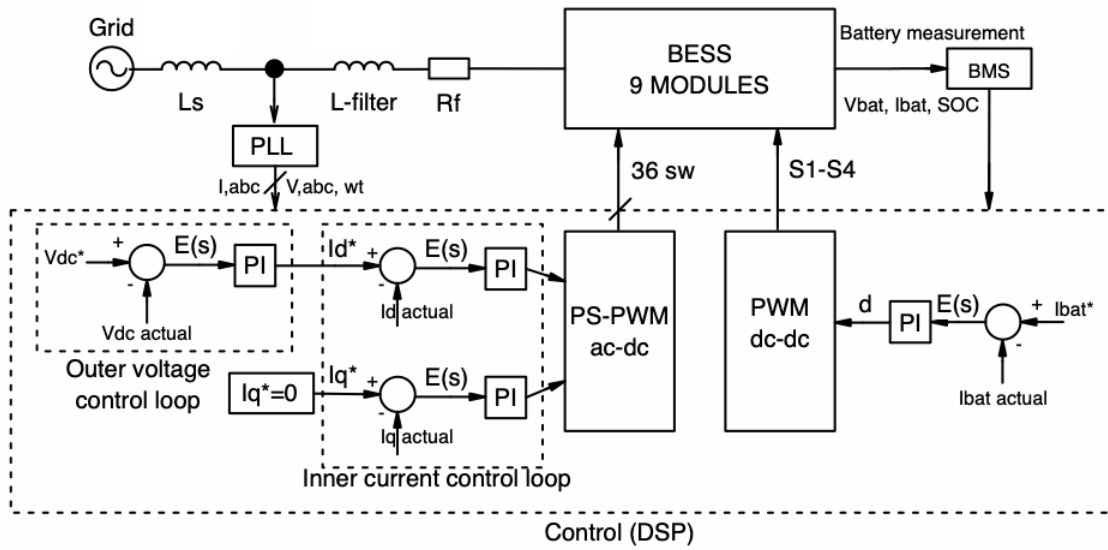 Grid
Ls
L-filter
Rf
BESS
9 MODULES
Battery measurement
BMS
Vbat, Ibat, SOC
PLL
I,abc
V,abc, wt
36 sw
S1-S4
Vdc*
+
-
E(s)
PI
Vdc actual
Outer voltage
control loop
Id*
+
-
E(s)
PI
Id actual
Iq*=0
Iq*
+
-
E(s)
PI
Iq actual
Inner current control loop
PS-PWM
ac-dc
PWM
dc-dc
d
PI
E(s)
+
-
Ibat*
Ibat actual
Control (DSP)